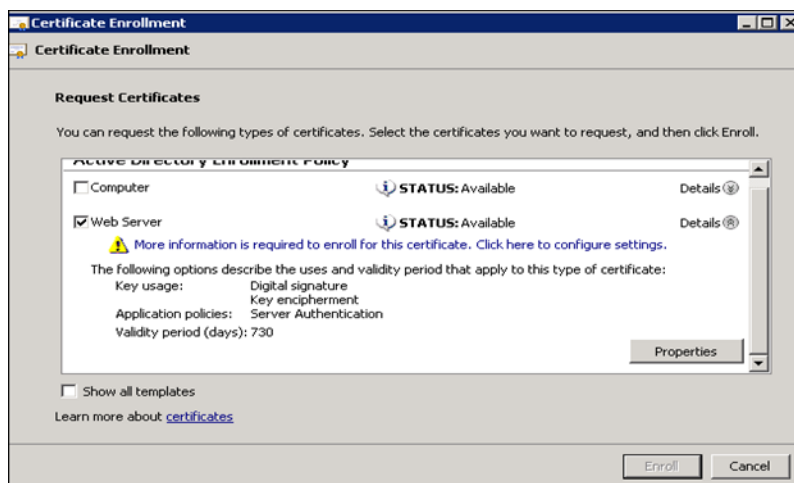 Certificate Enrollment
Certificate Enrollment
Request Certificates
You can request the following types of certificates. Select the certificates you want to request, and then click Enroll.
Active Directory Enrollment Policy
Computer STATUS: Available Details
Web Server STATUS: Available Details
More information is required to enroll for this certificate. Click here to configure settings.
The following options describe the uses and validity period that apply to this type of certificate:
Key usage: Digital signature
Key encipherment
Application policies: Server Authentication
Validity period (days): 730
Properties
Show all templates
Learn more about certificates
Enroll Cancel